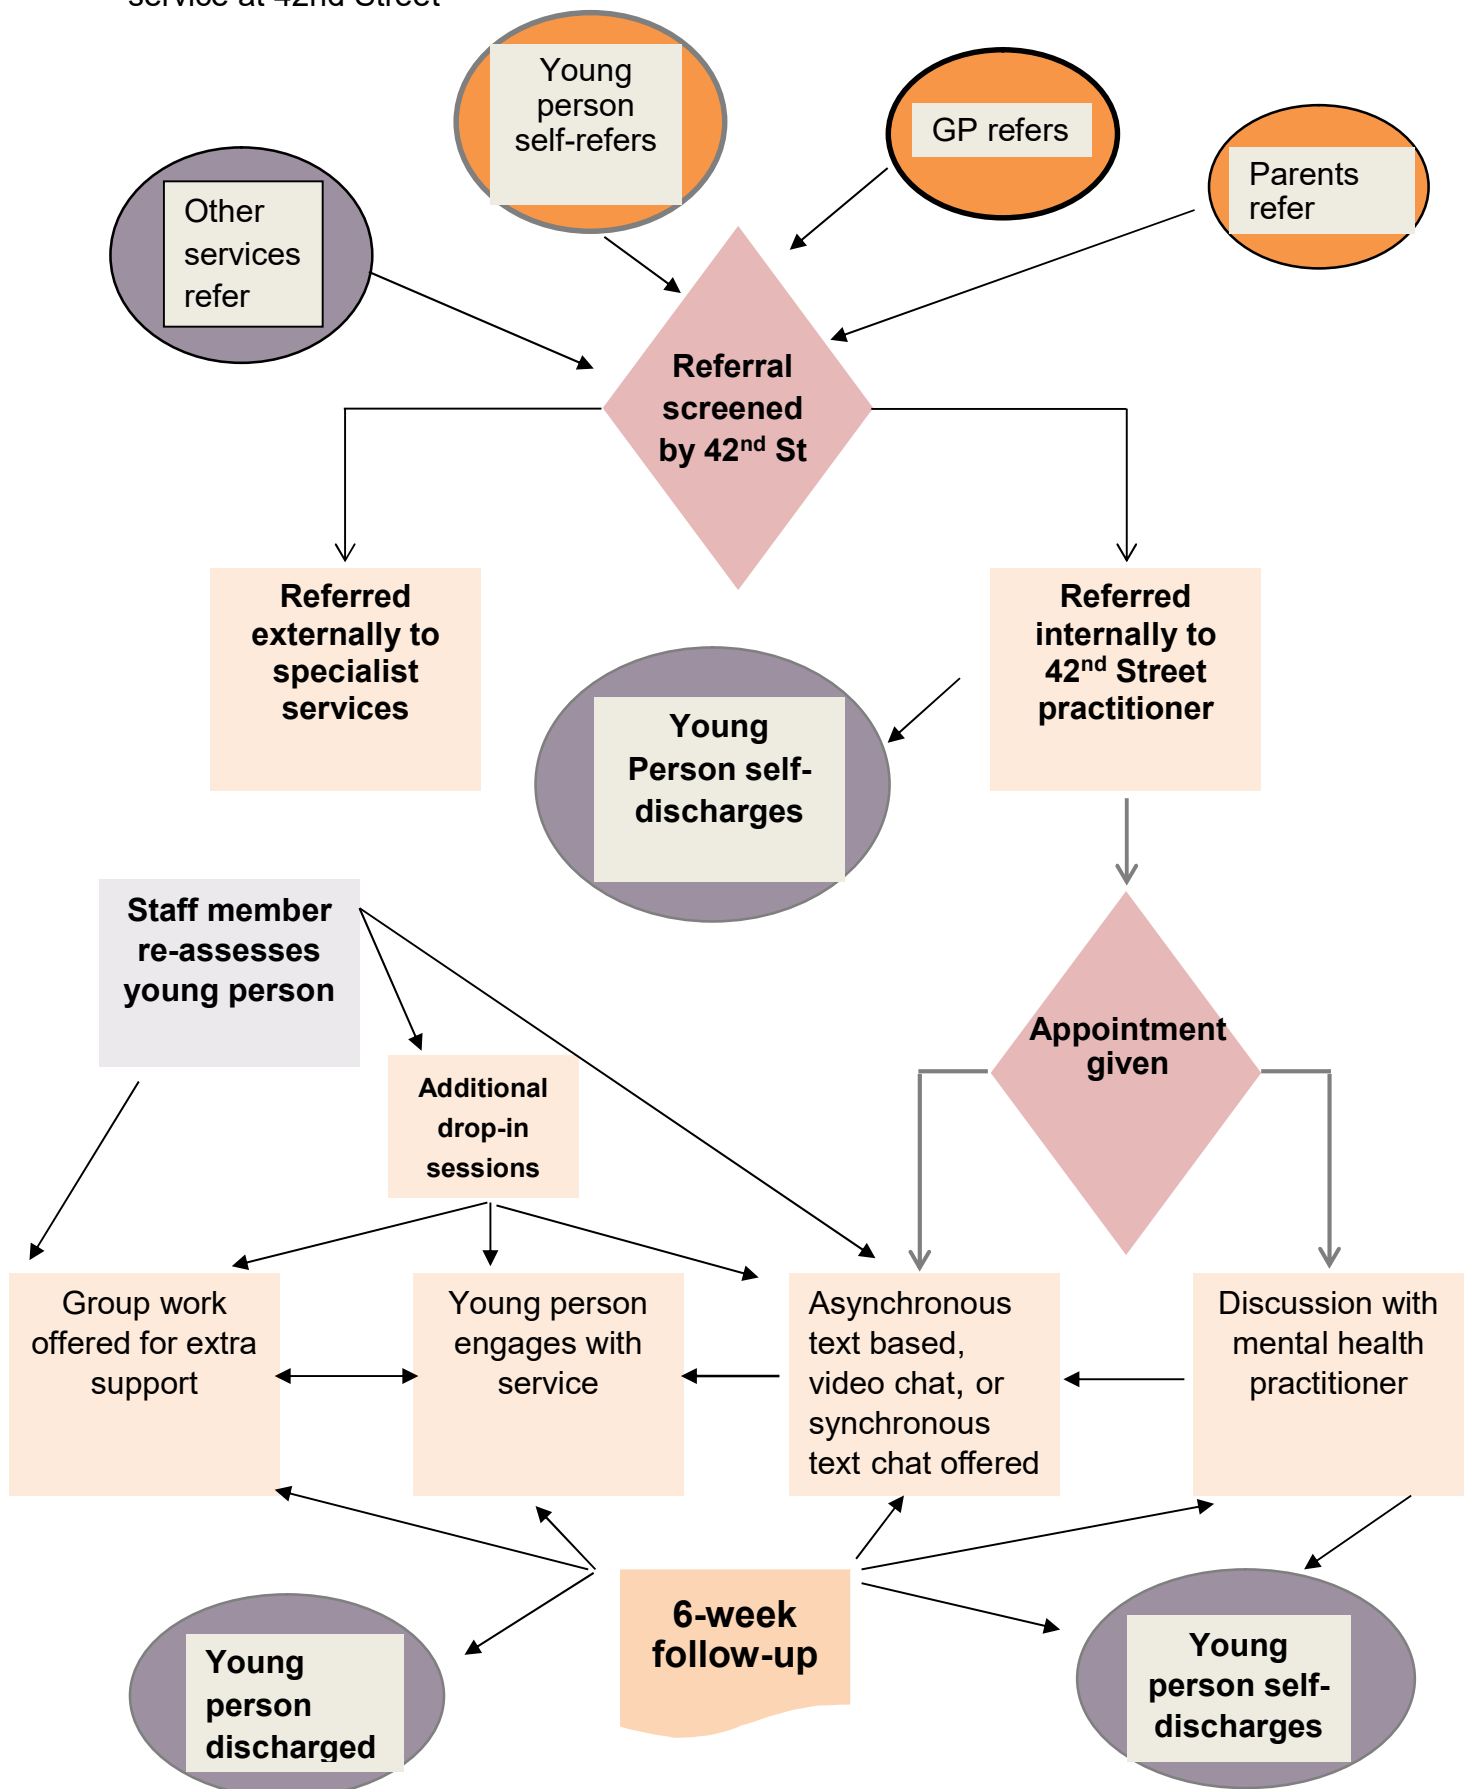 service at 42nd Street
Young
person
self-refers
GP refers
Parents
refer
Other
services
refer
Referral
screened
by 42nd St
Referred
externally to
specialist
services
Referred
internally to
42nd Street
practitioner
Young
Person self-
discharges
Staff member
re-assesses
young person
Appointment
given
Additional
drop-in
sessions
Group work
offered for extra
support
Young person
engages with
service
Asynchronous
text based,
video chat, or
synchronous
text chat offered
Discussion with
mental health
practitioner
6-week
follow-up
Young
person
discharged
Young
person self-
discharges